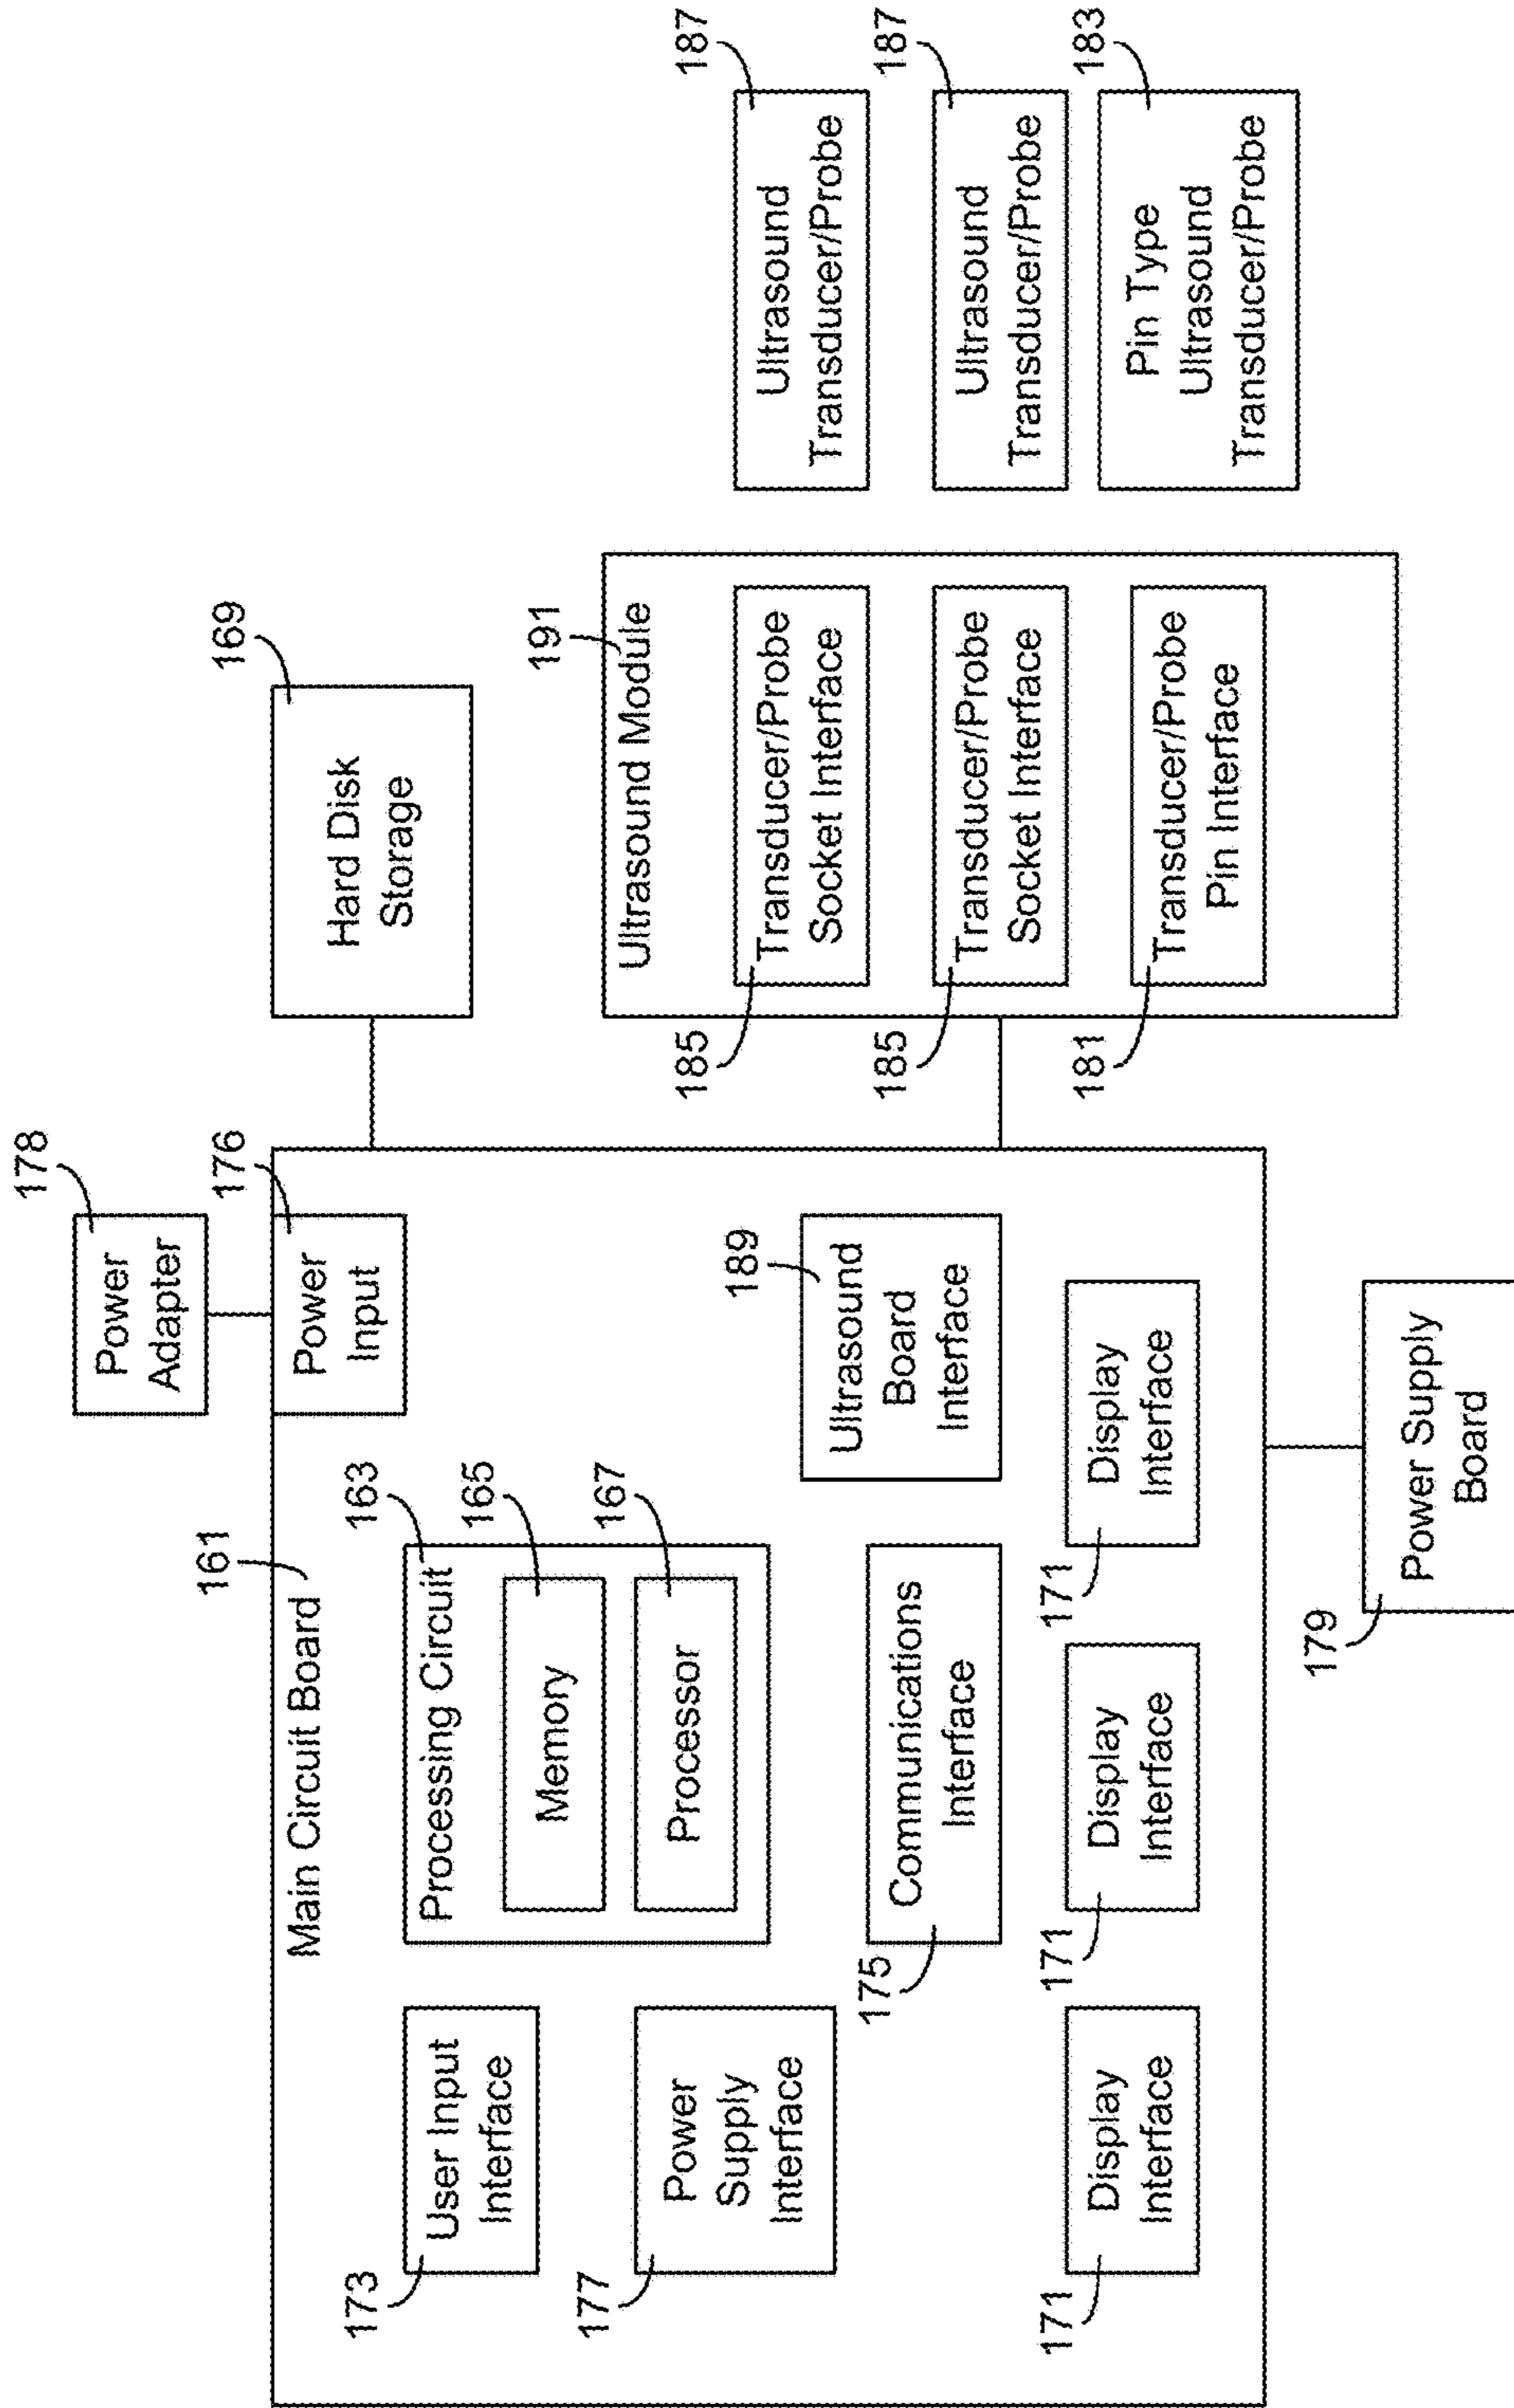 178
Power
Adapter
161
176
Main Circuit Board
Power
Input
169
Hard Disk
Storage
173
User Input
Interface
163
Processing Circuit
165
Memory
167
Processor
177
Power
Supply
Interface
189
Ultrasound
Board
Interface
175
Communications
Interface
171
Display
Interface
171
Display
Interface
171
Display
Interface
179
Power Supply
Board
191
Ultrasound Module
185
Transducer/Probe
Socket Interface
185
Transducer/Probe
Socket Interface
181
Transducer/Probe
Pin Interface
187
Ultrasound
Transducer/Probe
187
Ultrasound
Transducer/Probe
183
Pin Type
Ultrasound
Transducer/Probe